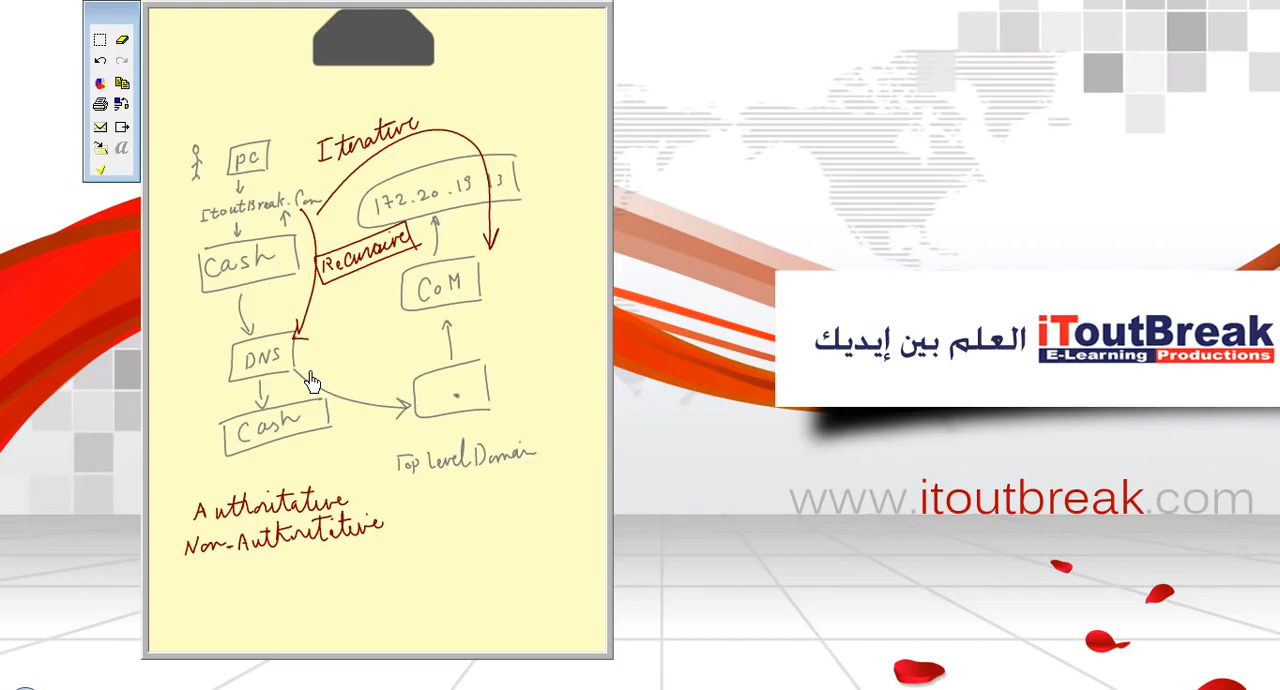 Iterative
PC
ItoutBreak.Com
172.20.19 13
Cash
Recursive
COM
DNS
.
Cash
Top Level Domain
Authoritative
Non-Authoritative
العلم بين إيديك
iToutBreak
E-Learning Productions
www.itoutbreak.com